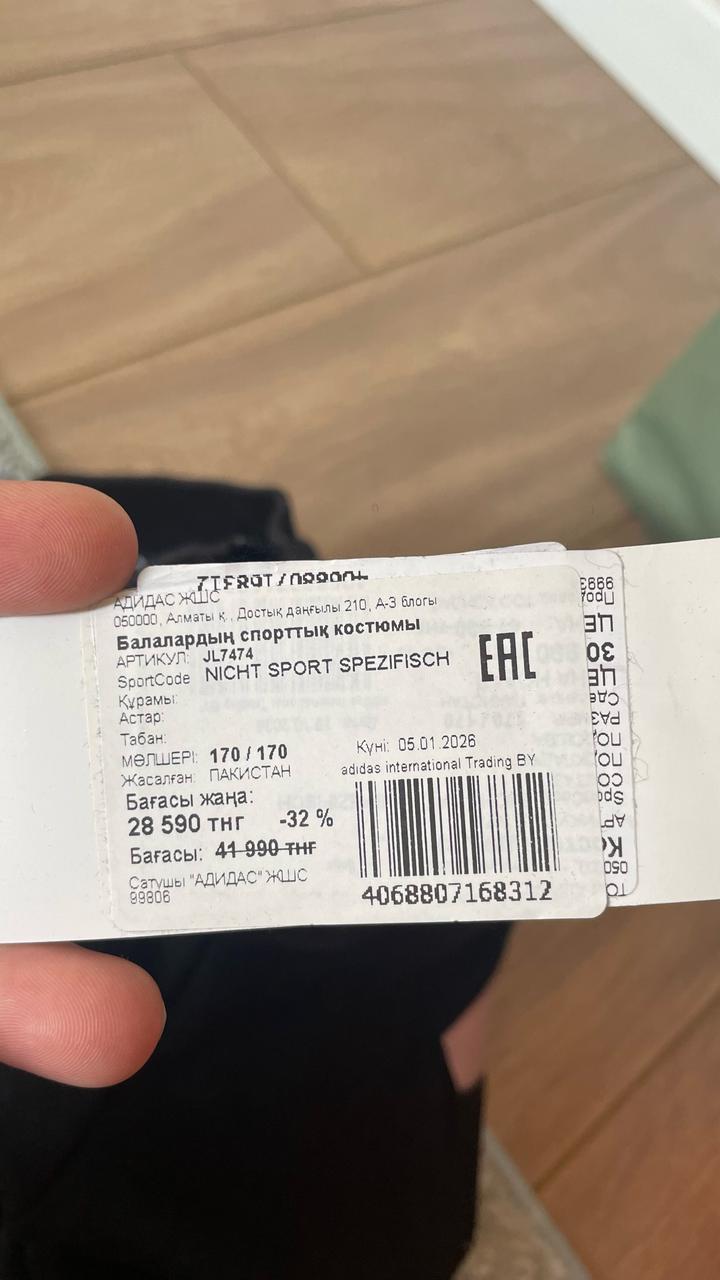 АДИДАС ЖШС
050000, Алматы қ., Достық даңғылы 210, А-3 блогы
Балалардың спорттық костюмы
АРТИКУЛ: JL7474
SportCode NICHT SPORT SPEZIFISCH
EAC
Құрамы:
Астар:
Табан:
МӨЛШЕРІ: 170 / 170
Күні: 05.01.2026
Жасалған: ПАКИСТАН
adidas international Trading BY
Бағасы жаңа:
28 590 ТНГ -32 %
Бағасы: 41 990 ТНГ
Сатушы "АДИДАС" ЖШС
99806
4068807168312